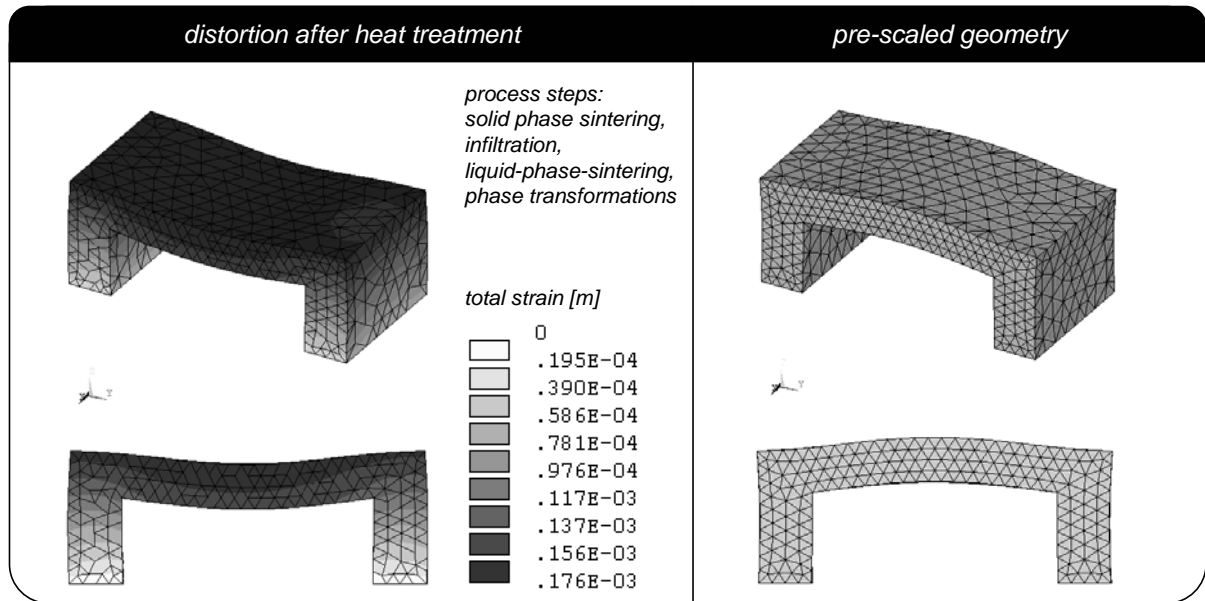 distortion after heat treatment
pre-scaled geometry
process steps:
solid phase sintering,
infiltration,
liquid-phase-sintering,
phase transformations
total strain [m]
0
.195E-04
.390E-04
.586E-04
.781E-04
.976E-04
.117E-03
.137E-03
.156E-03
.176E-03